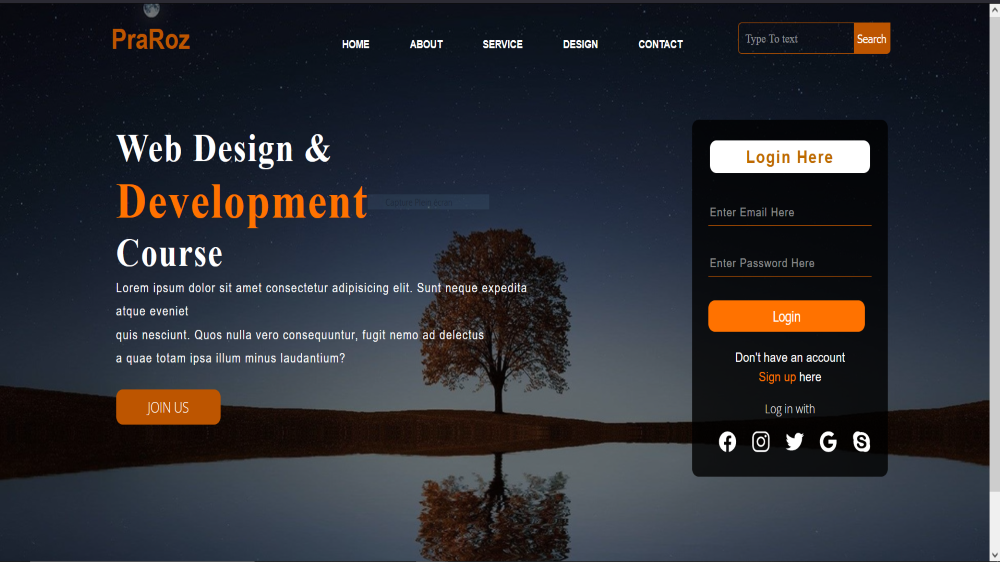 PraRoz
HOME ABOUT SERVICE DESIGN CONTACT
Type To text
Search
Web Design &
Development
Course
Lorem ipsum dolor sit amet consectetur adipisicing elit. Sunt neque expedita
atque eveniet
quis nesciunt. Quos nulla vero consequuntur, fugit nemo ad delectus
a quae totam ipsa illum minus laudantium?
JOIN US
Login Here
Enter Email Here
Enter Password Here
Login
Don't have an account
Sign up here
Log in with